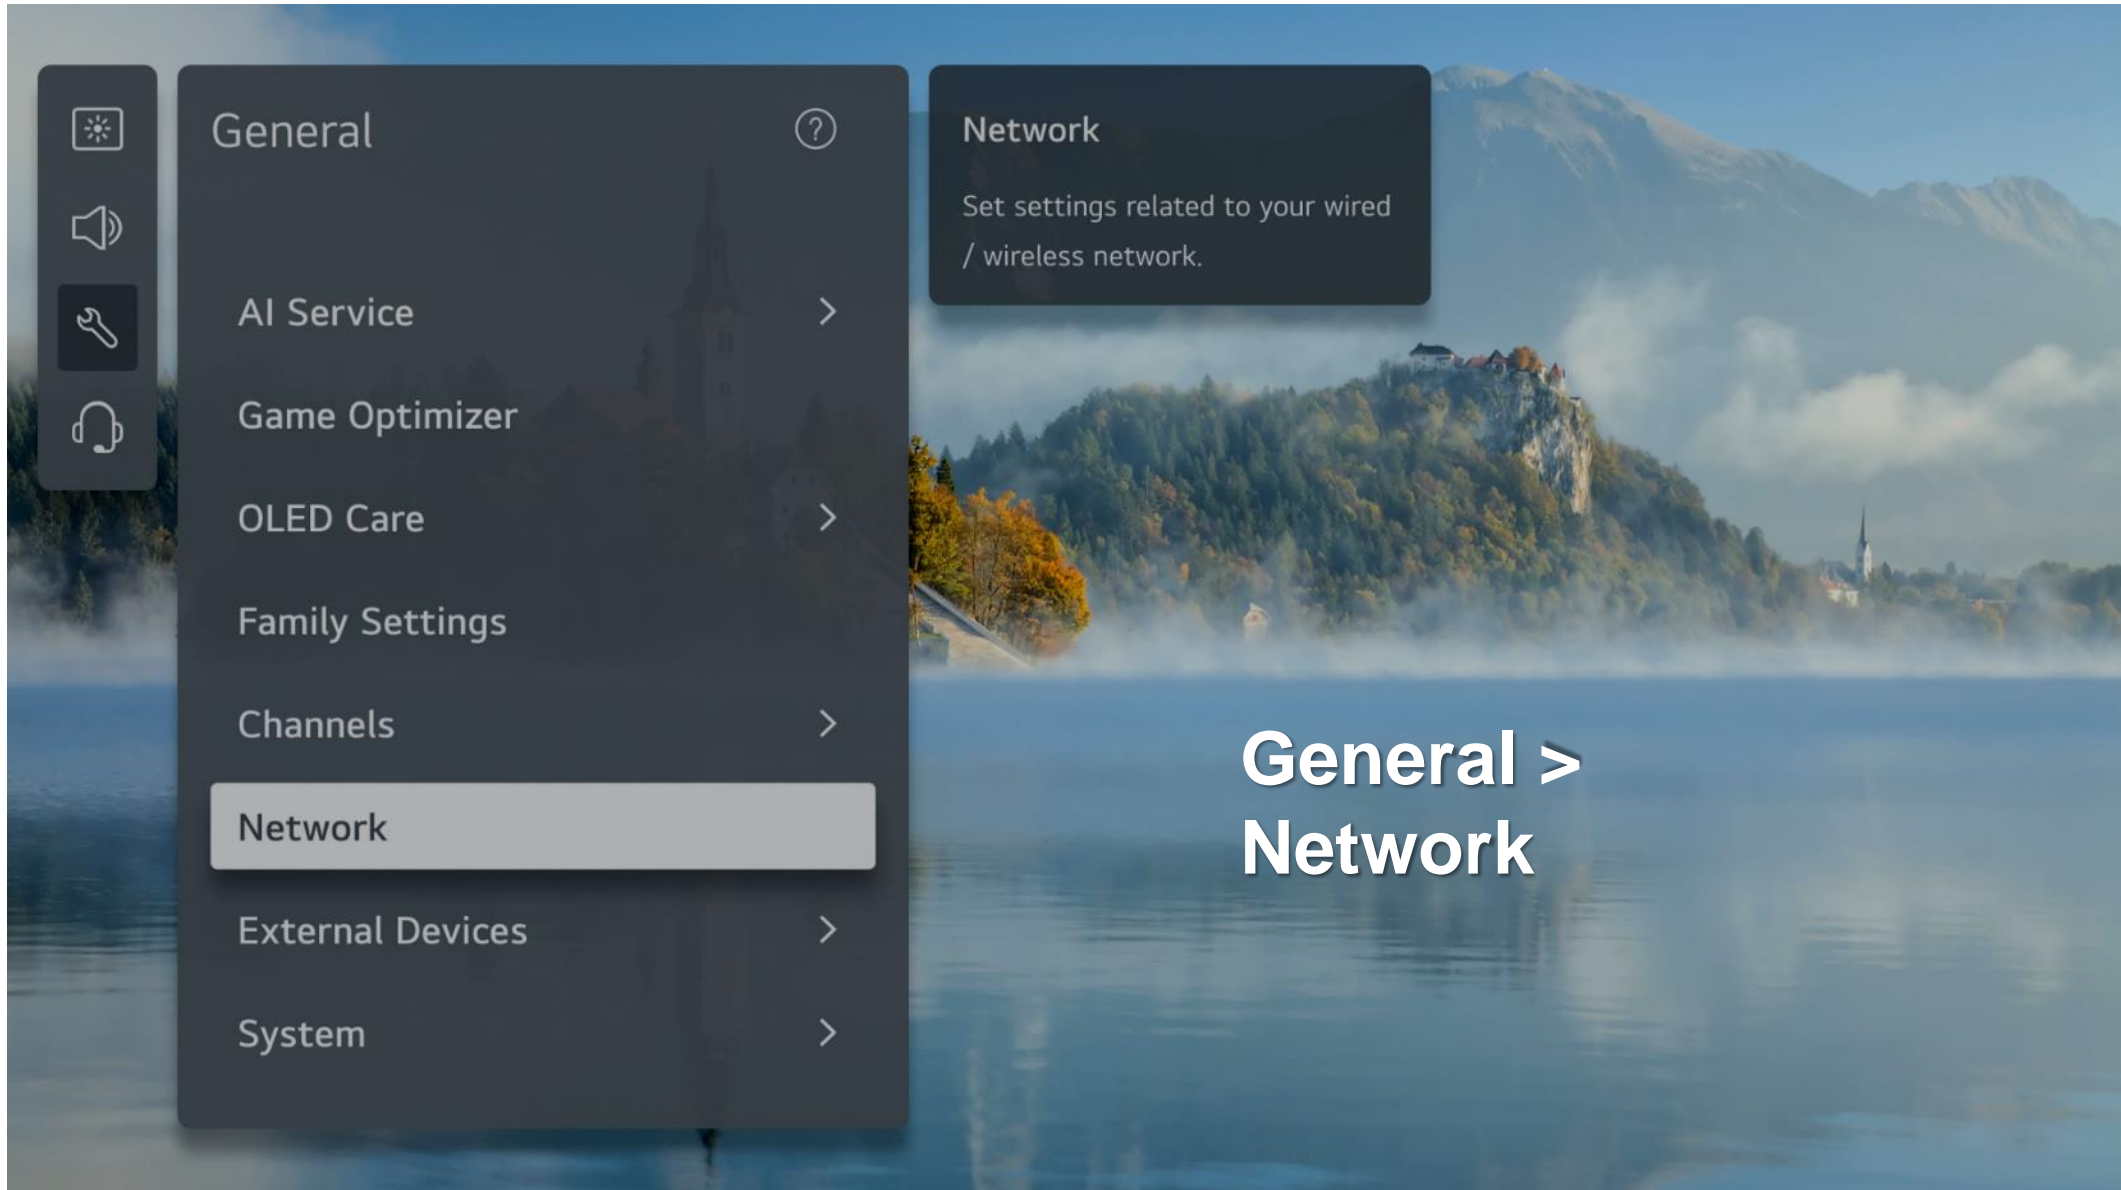 General
?
AI Service
Game Optimizer
OLED Care
Family Settings
Channels
Network
External Devices
System
Network
Set settings related to your wired
/ wireless network.
General >
Network